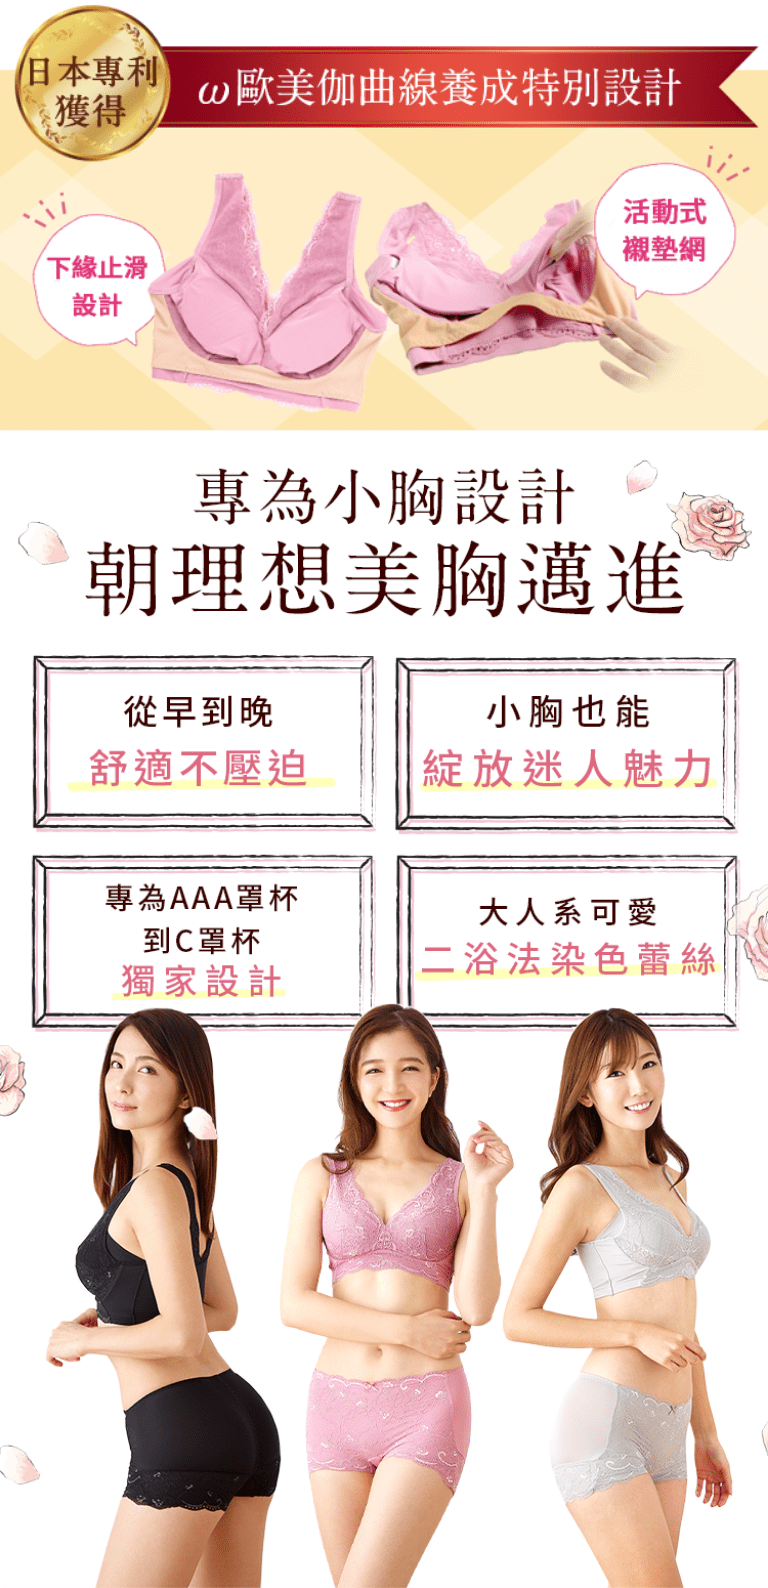 日本專利
獲得
ω歐美伽曲線養成特別設計
活動式
襯墊網
下緣止滑
設計
專為小胸設計
朝理想美胸邁進
從早到晚
舒適不壓迫
小胸也能
綻放迷人魅力
專為AAA罩杯
到C罩杯
獨家設計
大人系可愛
二浴法染色蕾絲